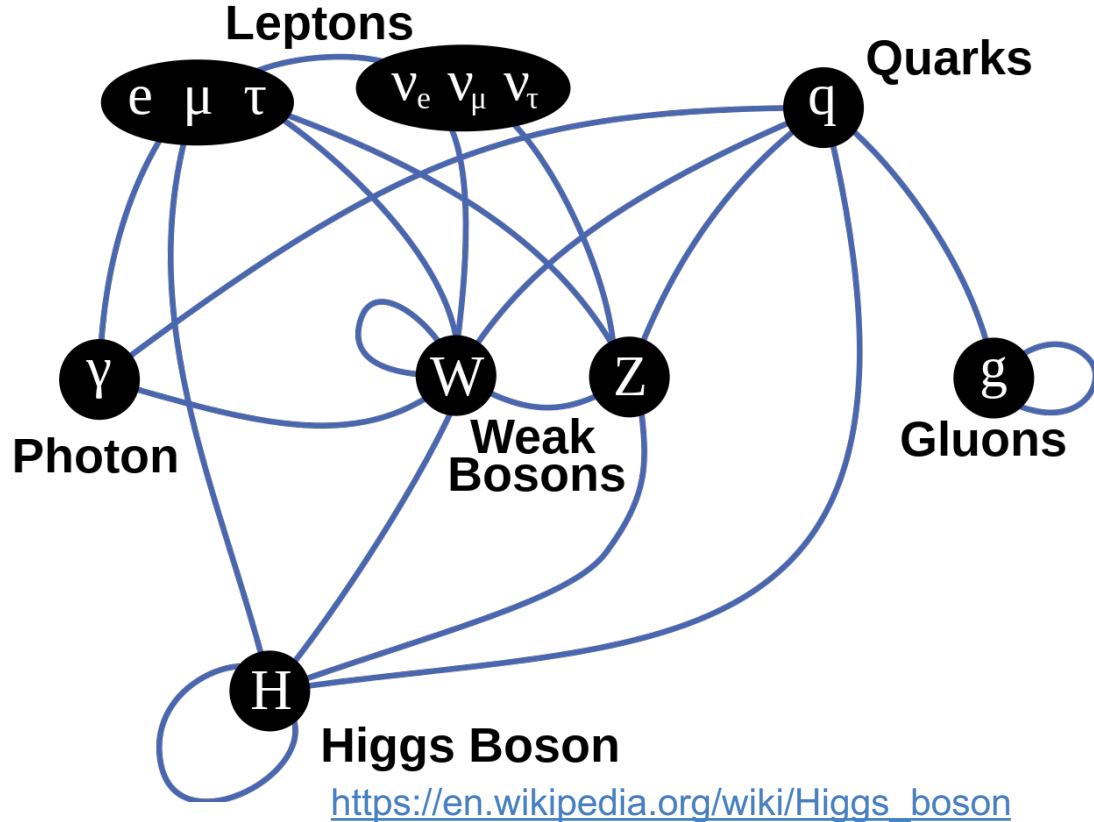 Leptons
Quarks
e μ τ
νe νμ ντ
q
γ
W
Z
g
Photon
Weak
Bosons
Gluons
H
Higgs Boson
https://en.wikipedia.org/wiki/Higgs_boson